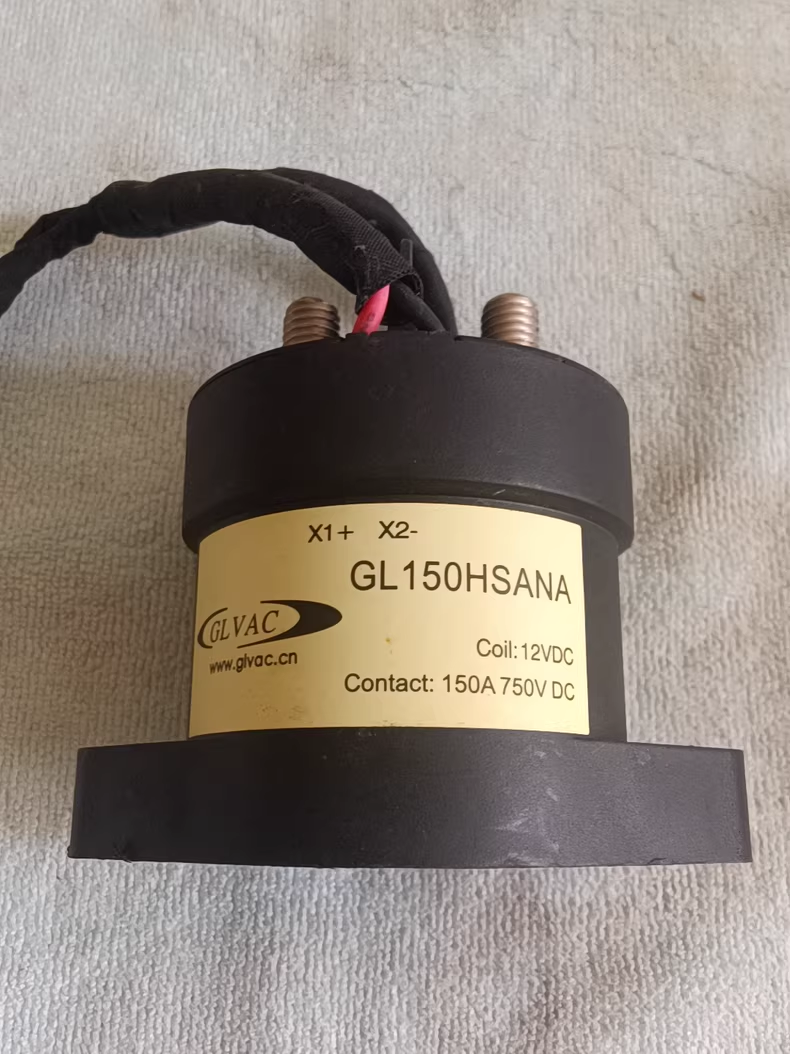 X1+ X2-
GL150HSANA
GLVAC
www.glvac.cn
Coil:12VDC
Contact: 150A 750V DC